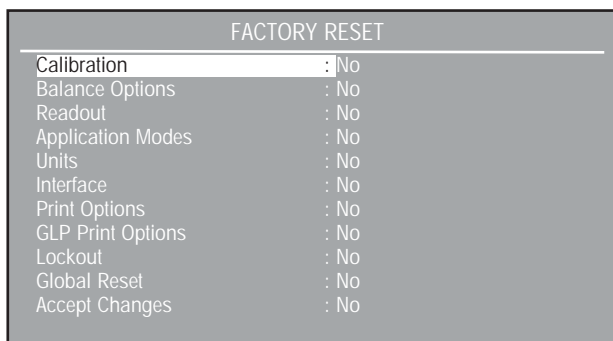 FACTORY RESET
Calibration : No
Balance Options : No
Readout : No
Application Modes : No
Units : No
Interface : No
Print Options : No
GLP Print Options : No
Lockout : No
Global Reset : No
Accept Changes : No